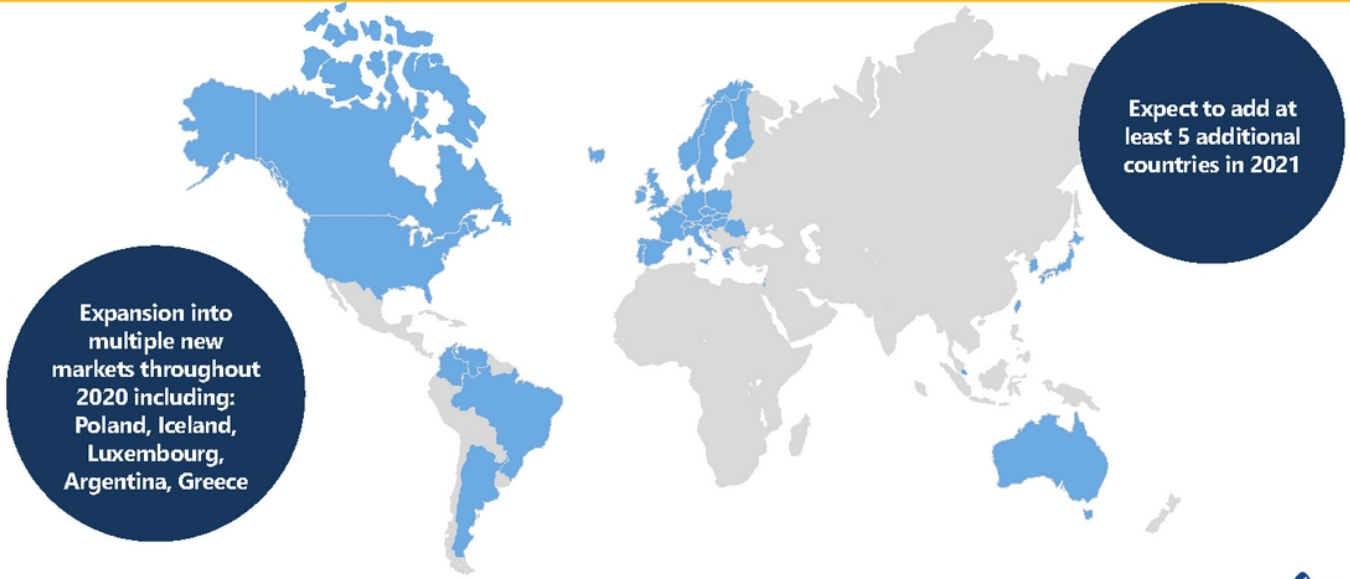 Expect to add at
least 5 additional
countries in 2021
Expansion into
multiple new
markets throughout
2020 including:
Poland, Iceland,
Luxembourg,
Argentina, Greece